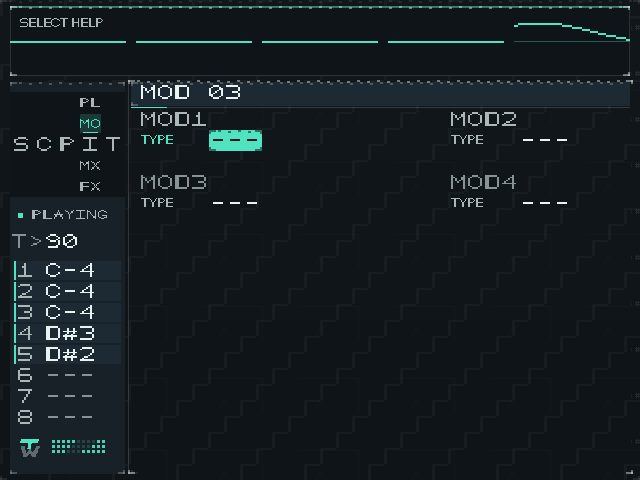 SELECT HELP
MOD 03
PL
MO
SCPIT
MX
FX
MOD1 MOD2
TYPE --- TYPE ---
MOD3 MOD4
TYPE --- TYPE ---
PLAYING
T>90
1 C-4
2 C-4
3 C-4
4 D#3
5 D#2
6 ---
7 ---
8 ---
TW